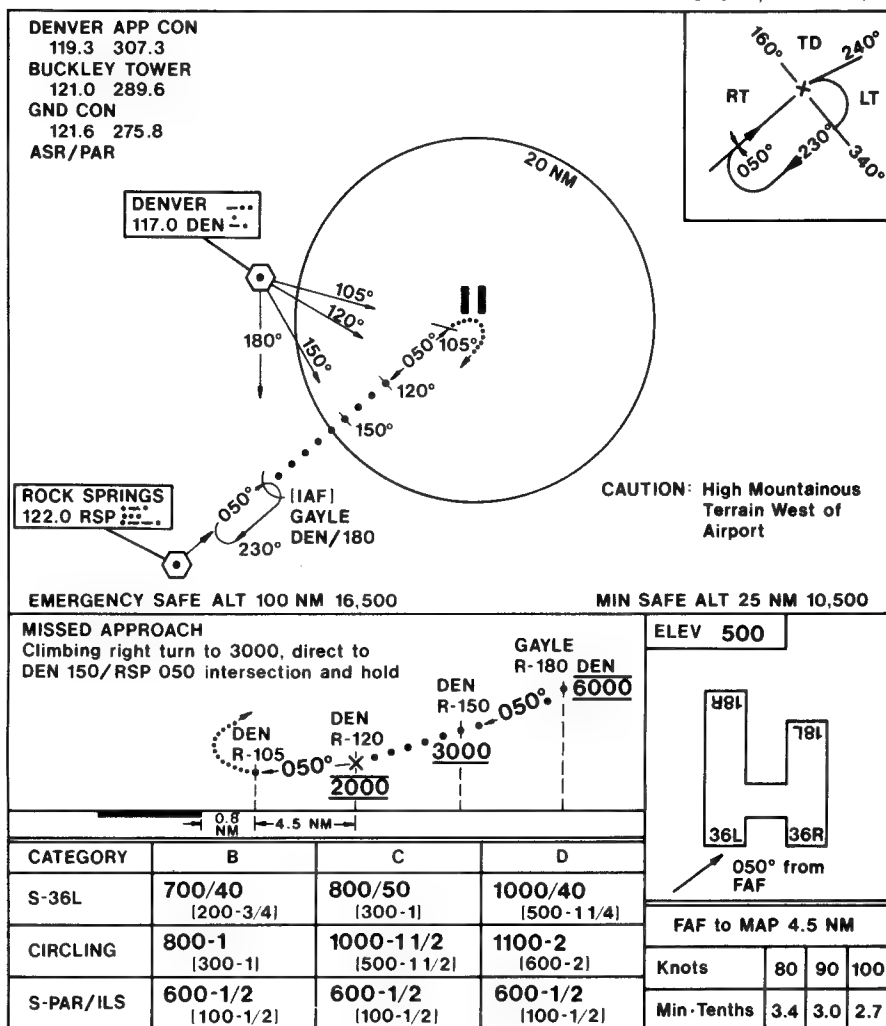 DENVER APP CON
119.3 307.3
BUCKLEY TOWER
121.0 289.6
GND CON
121.6 275.8
ASR/PAR
DENVER
117.0 DEN
20 NM
160°
TD
240°
RT
LT
050°
230°
340°
105°
120°
150°
180°
050°
105°
120°
150°
050°
230°
[IAF]
GAYLE
DEN/180
ROCK SPRINGS
122.0 RSP
CAUTION: High Mountainous
Terrain West of
Airport
EMERGENCY SAFE ALT 100 NM 16,500
MIN SAFE ALT 25 NM 10,500
MISSED APPROACH
Climbing right turn to 3000, direct to
DEN 150/RSP 050 intersection and hold
GAYLE
R-180 DEN
6000
DEN
R-150
050°
3000
DEN
R-120
2000
DEN
R-105
050°
0.8
NM
4.5 NM
ELEV 500
18R
18L
36L
36R
050° from
FAF
CATEGORY B C D
S-36L 700/40 800/50 1000/40
[200-3/4] [300-1] [500-1 1/4]
CIRCLING 800-1 1000-1 1/2 1100-2
[300-1] [500-1 1/2] [600-2]
S-PAR/ILS 600-1/2 600-1/2 600-1/2
[100-1/2] [100-1/2] [100-1/2]
FAF to MAP 4.5 NM
Knots 80 90 100
Min·Tenths 3.4 3.0 2.7